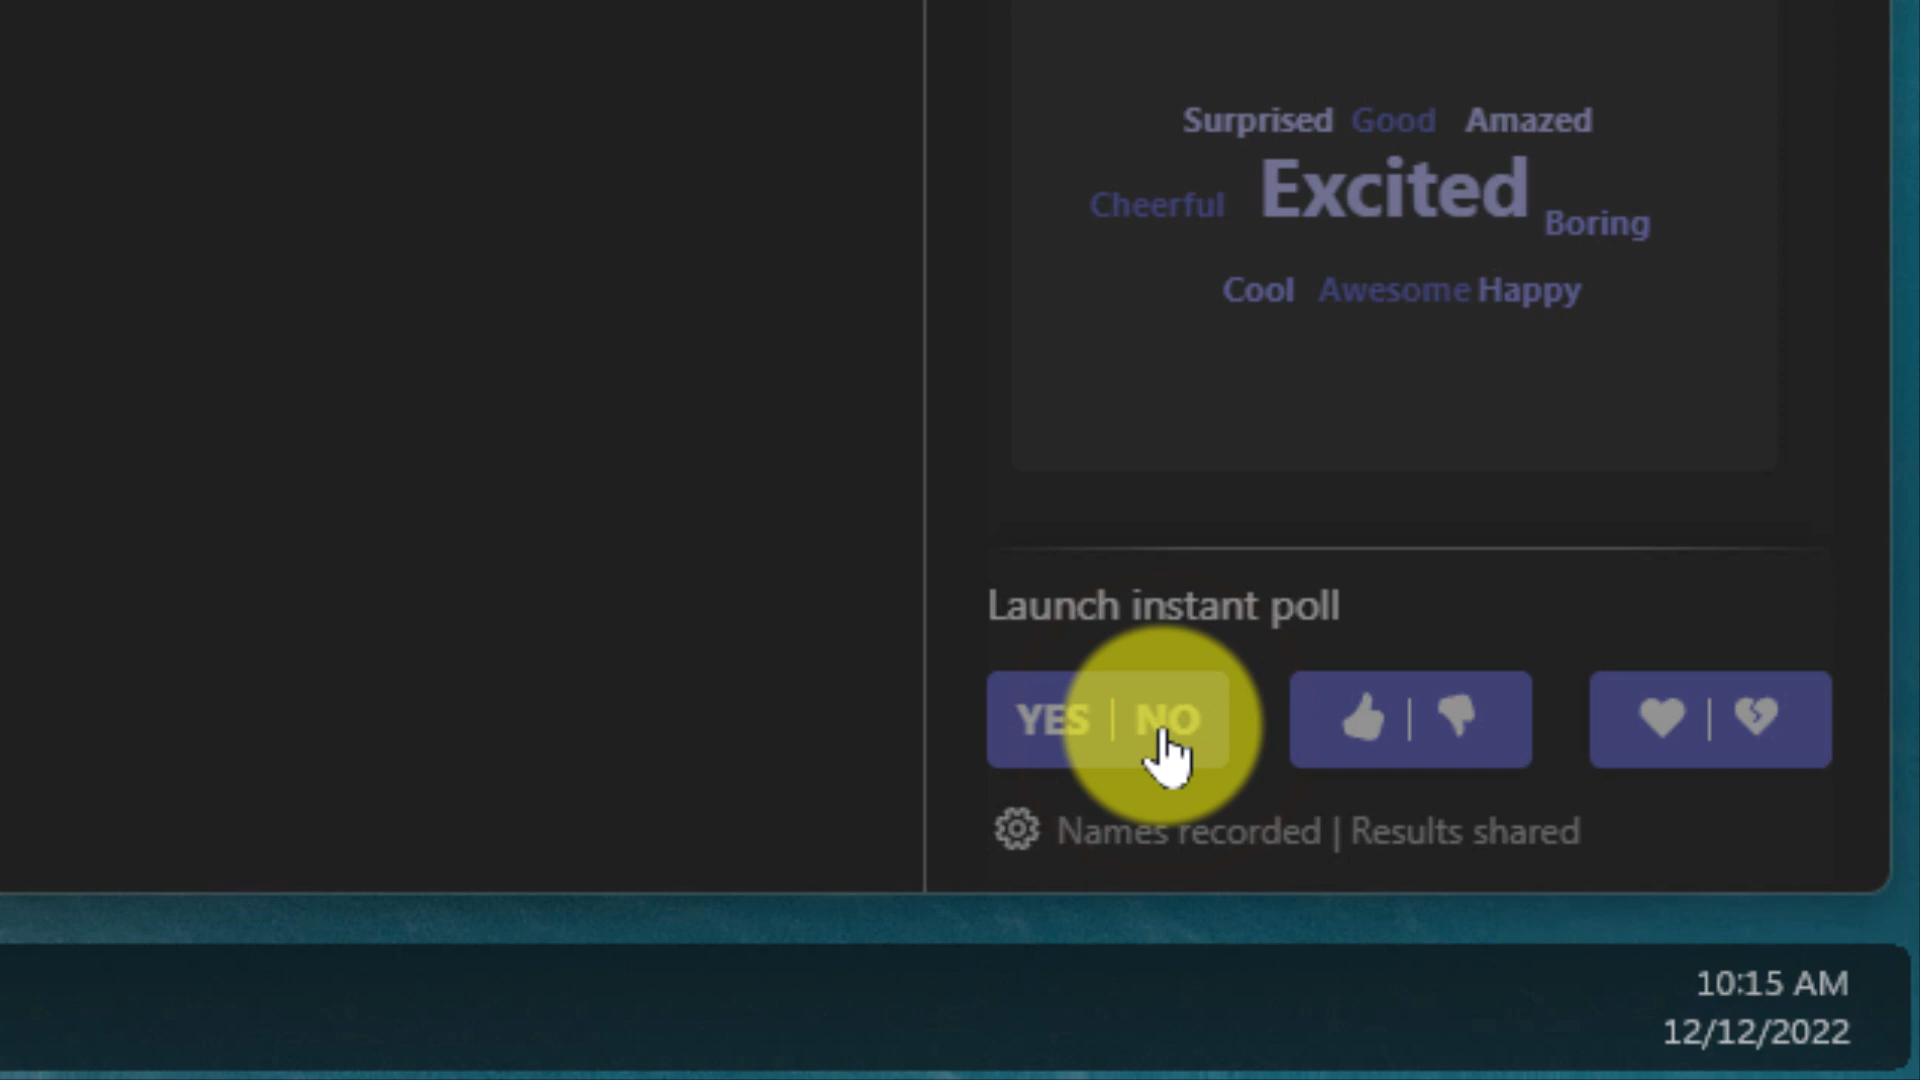 Surprised Good Amazed
Cheerful Excited Boring
Cool Awesome Happy
Launch instant poll
YES | NO
Names recorded | Results shared
10:15 AM
12/12/2022